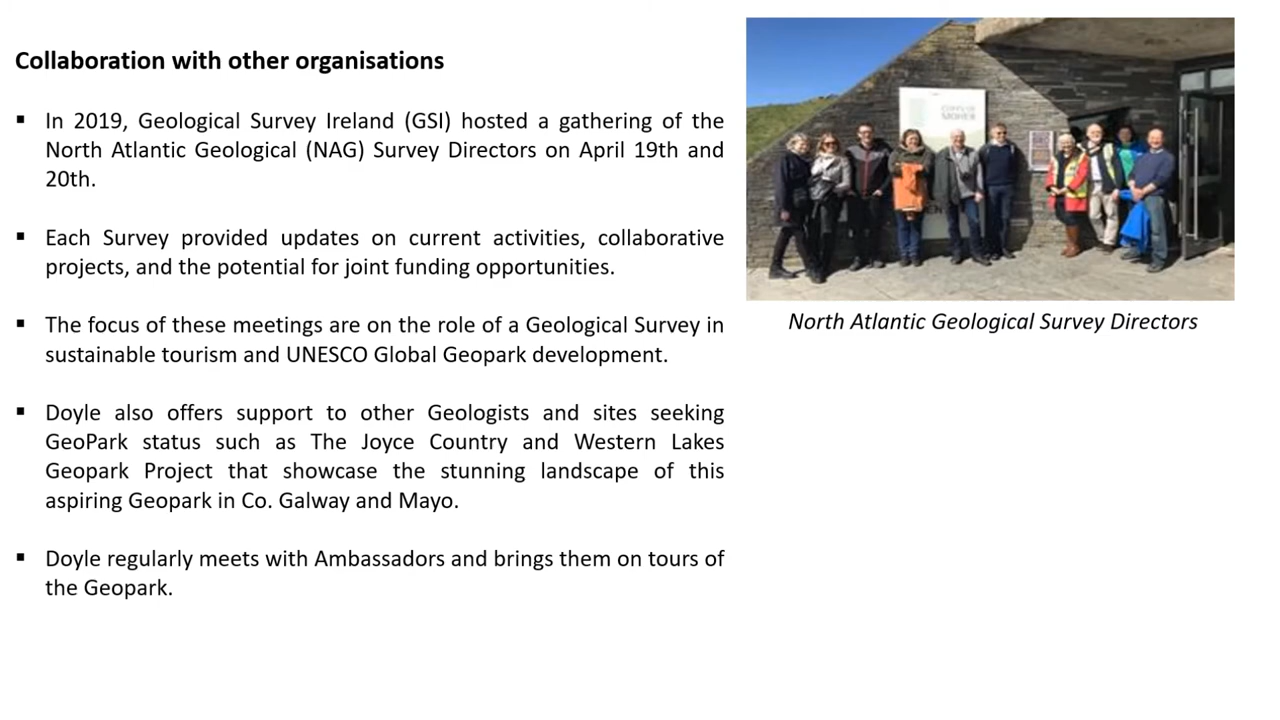 Collaboration with other organisations
▪ In 2019, Geological Survey Ireland (GSI) hosted a gathering of the
North Atlantic Geological (NAG) Survey Directors on April 19th and
20th.
▪ Each Survey provided updates on current activities, collaborative
projects, and the potential for joint funding opportunities.
▪ The focus of these meetings are on the role of a Geological Survey in
sustainable tourism and UNESCO Global Geopark development.
▪ Doyle also offers support to other Geologists and sites seeking
GeoPark status such as The Joyce Country and Western Lakes
Geopark Project that showcase the stunning landscape of this
aspiring Geopark in Co. Galway and Mayo.
▪ Doyle regularly meets with Ambassadors and brings them on tours of
the Geopark.
MOHER
North Atlantic Geological Survey Directors